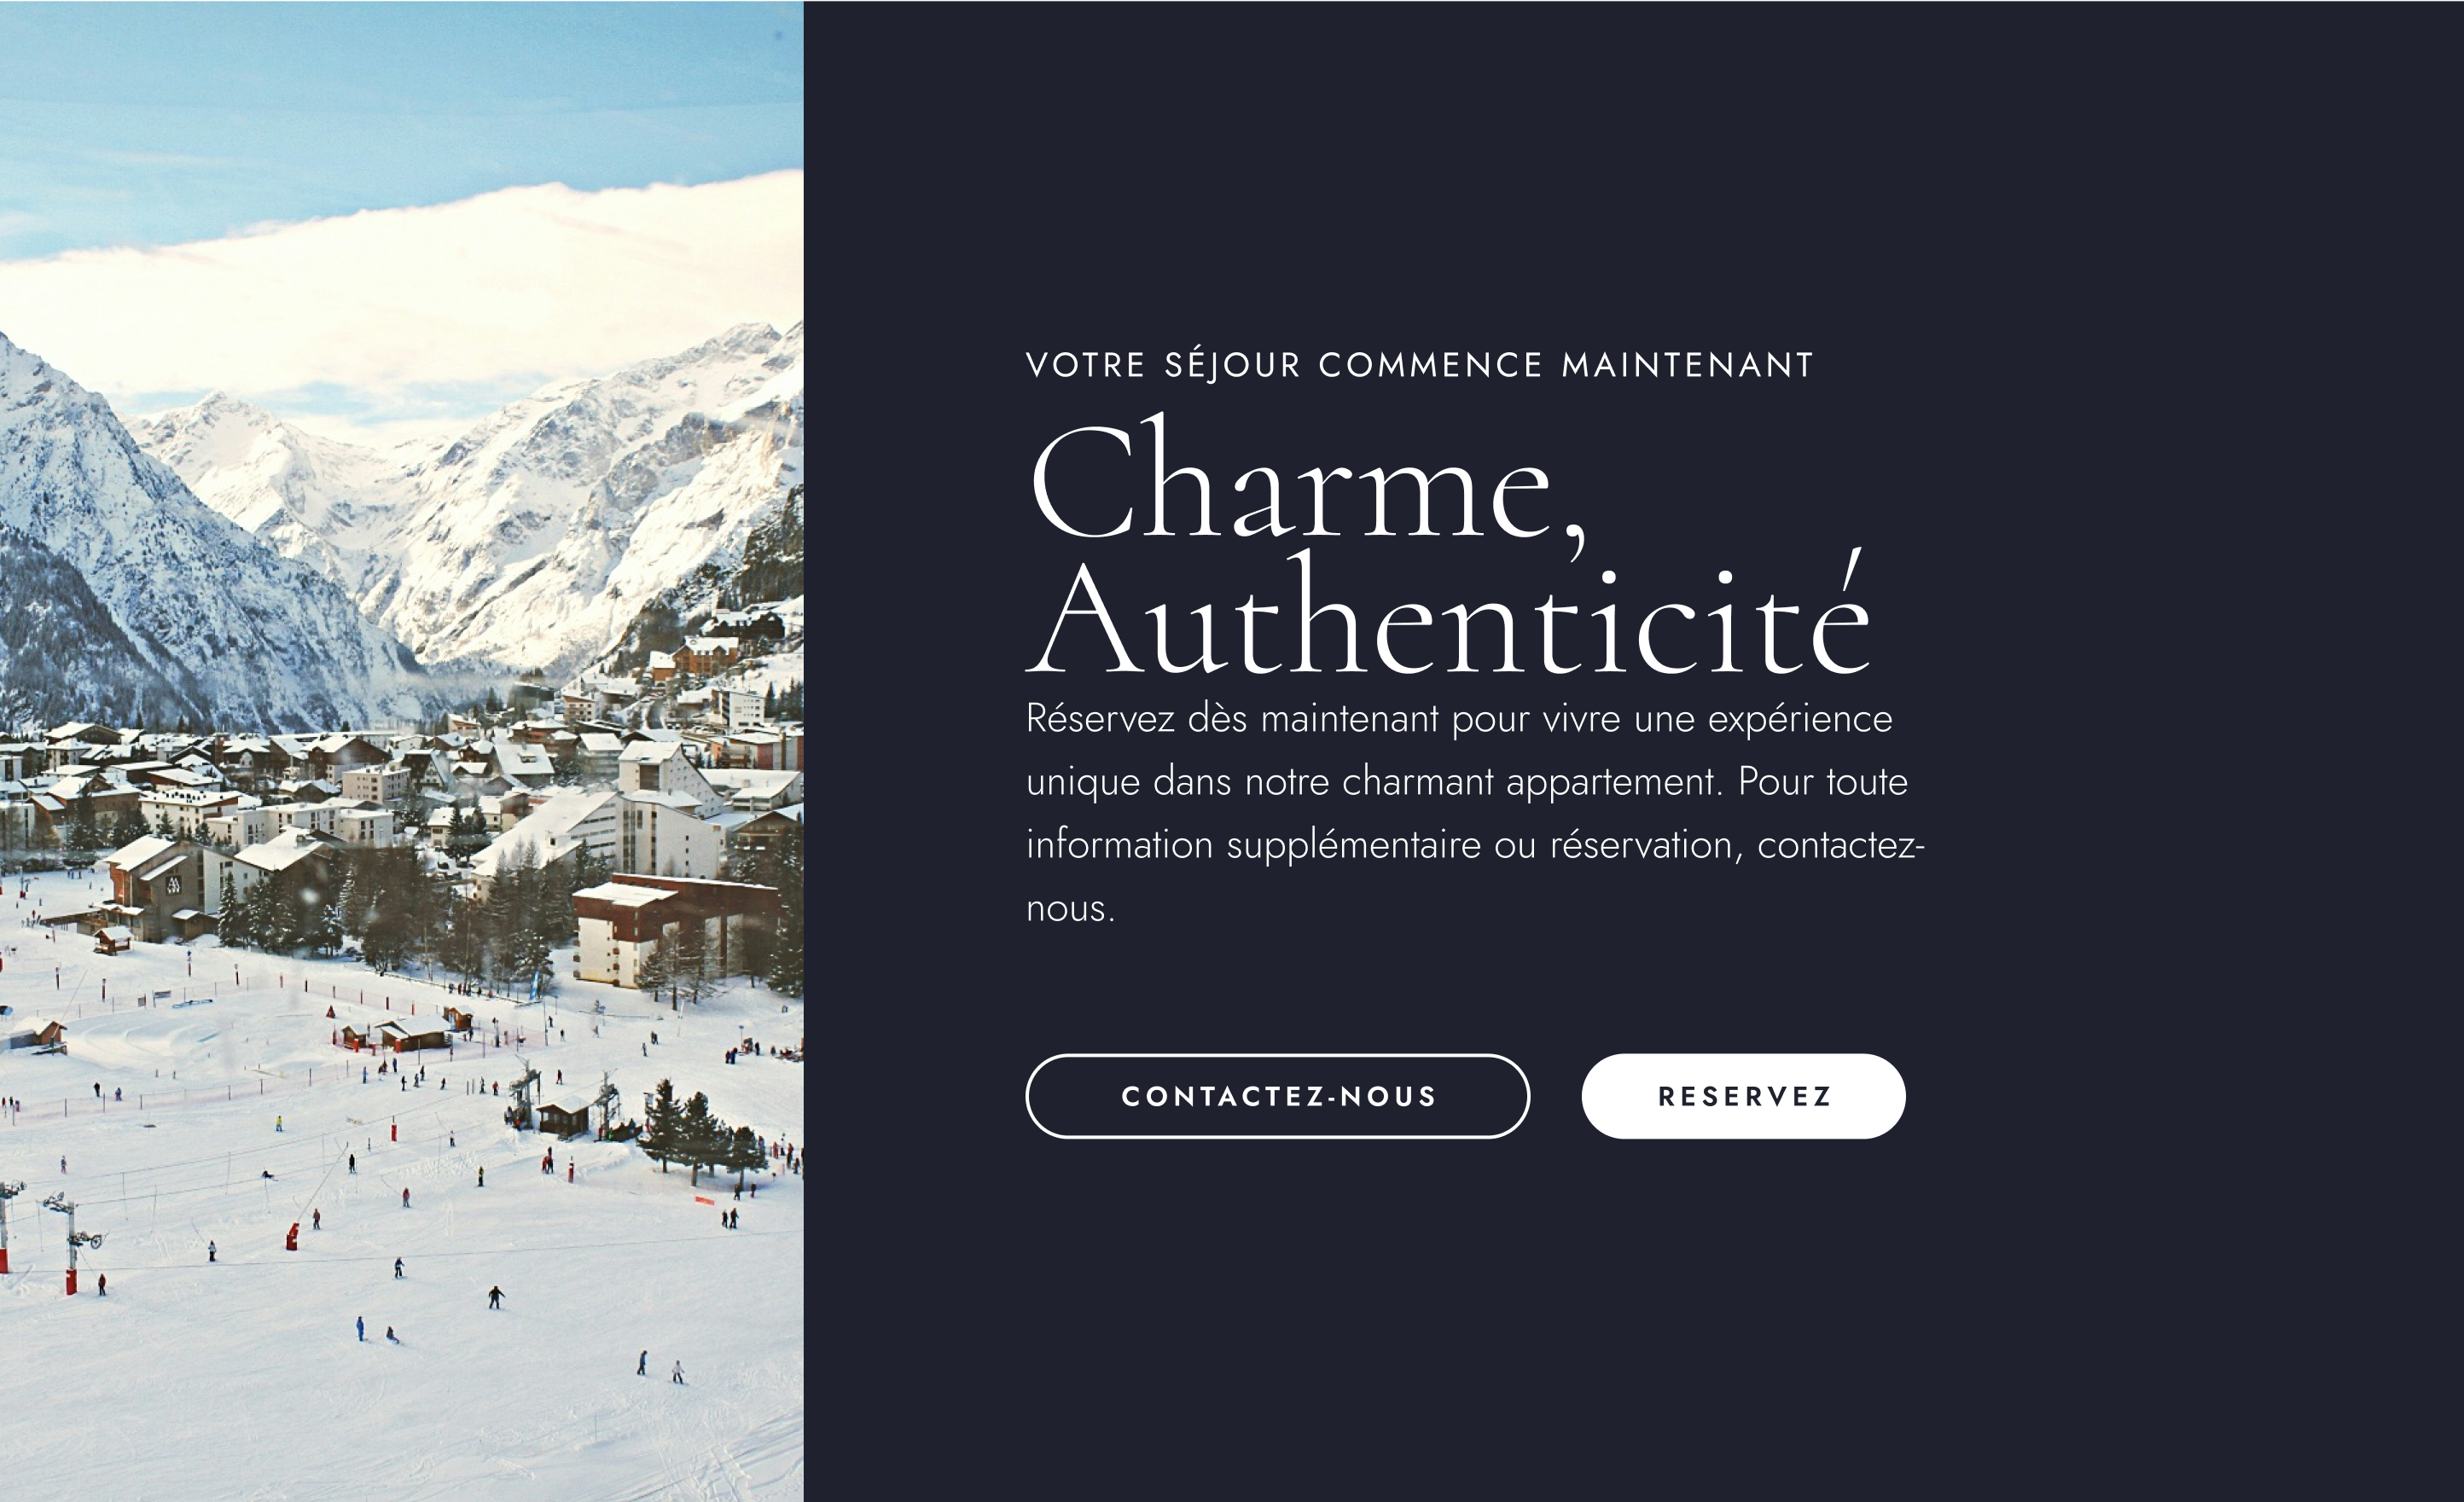 VOTRE SÉJOUR COMMENCE MAINTENANT
Charme,
Authenticité
Réservez dès maintenant pour vivre une expérience
unique dans notre charmant appartement. Pour toute
information supplémentaire ou réservation, contactez-
nous.
CONTACTEZ-NOUS
RESERVEZ